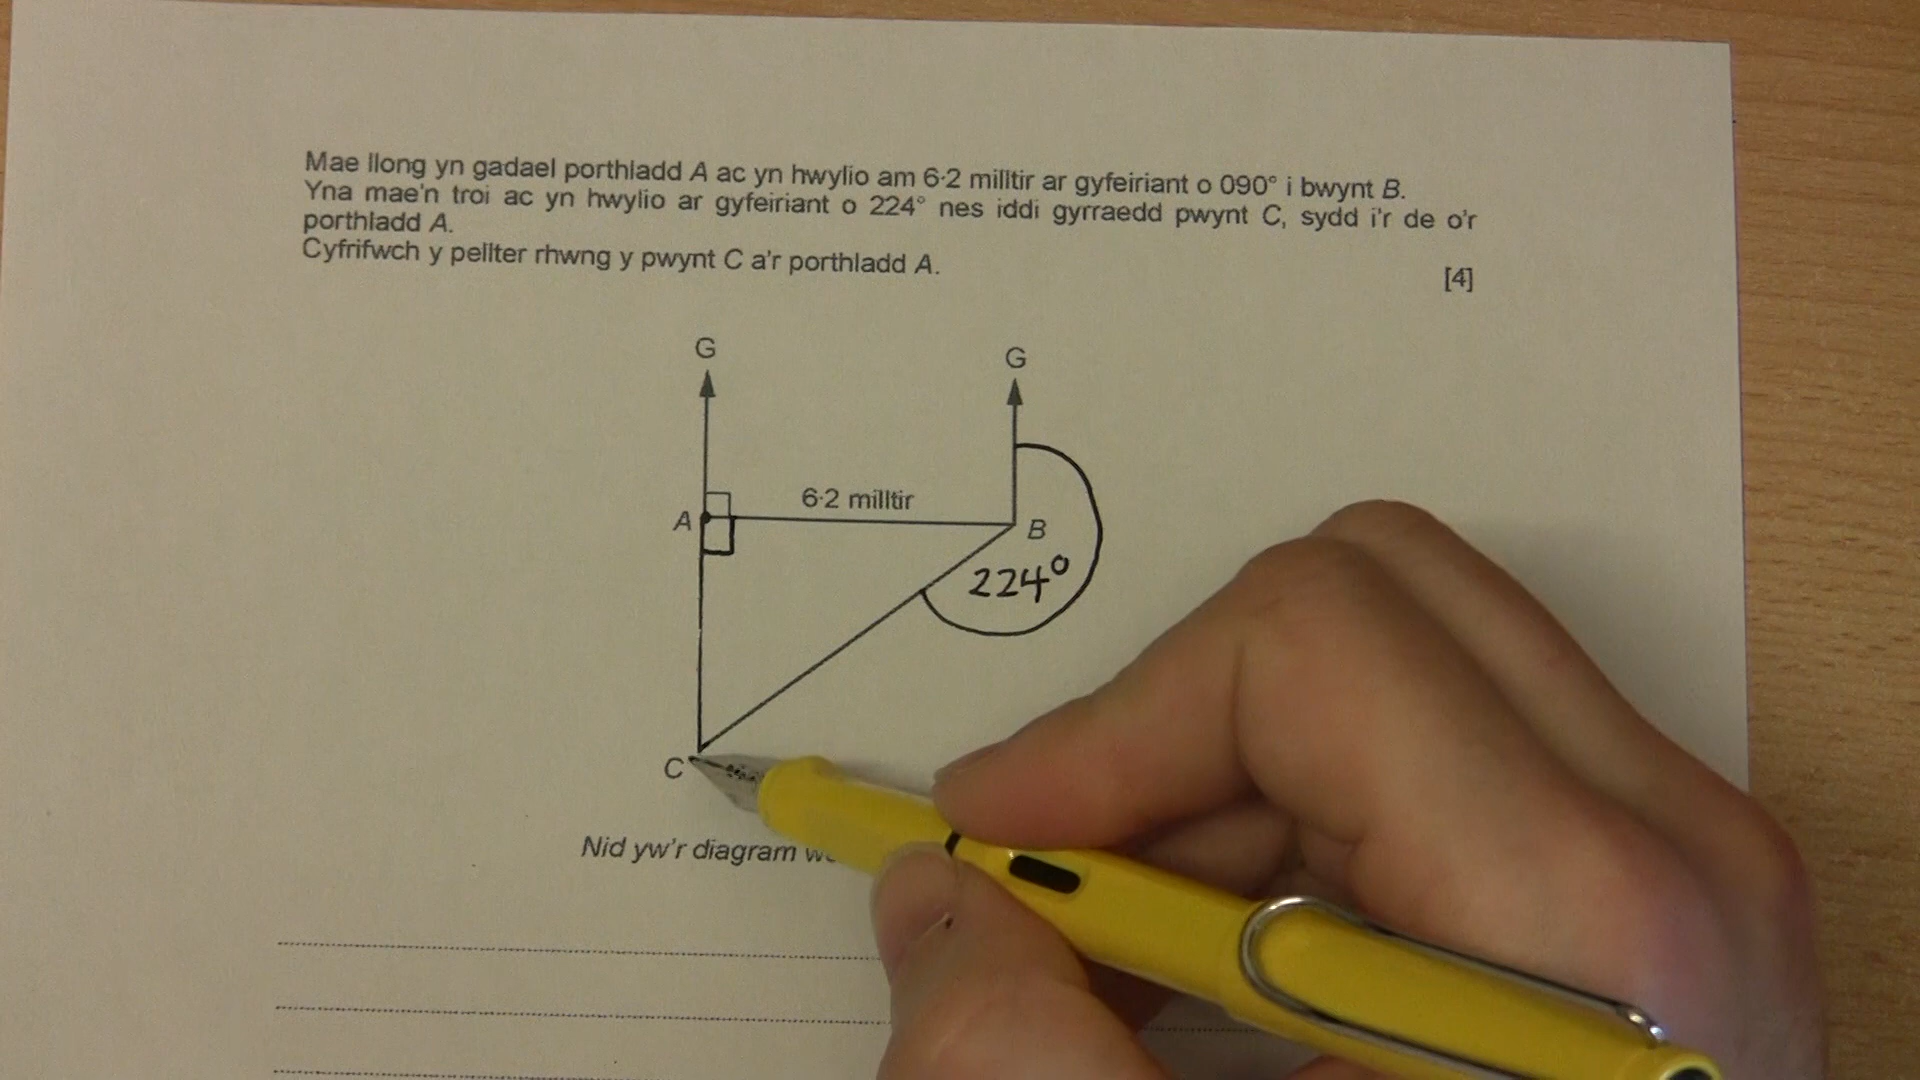 Mae llong yn gadael porthladd A ac yn hwylio am 6·2 milltir ar gyfeiriant o 090° i bwynt B.
Yna mae'n troi ac yn hwylio ar gyfeiriant o 224° nes iddi gyrraedd pwynt C, sydd i'r de o'r
porthladd A.
Cyfrifwch y pellter rhwng y pwynt C a'r porthladd A.
[4]
G
G
6·2 milltir
A
B
224°
C
Nid yw'r diagram